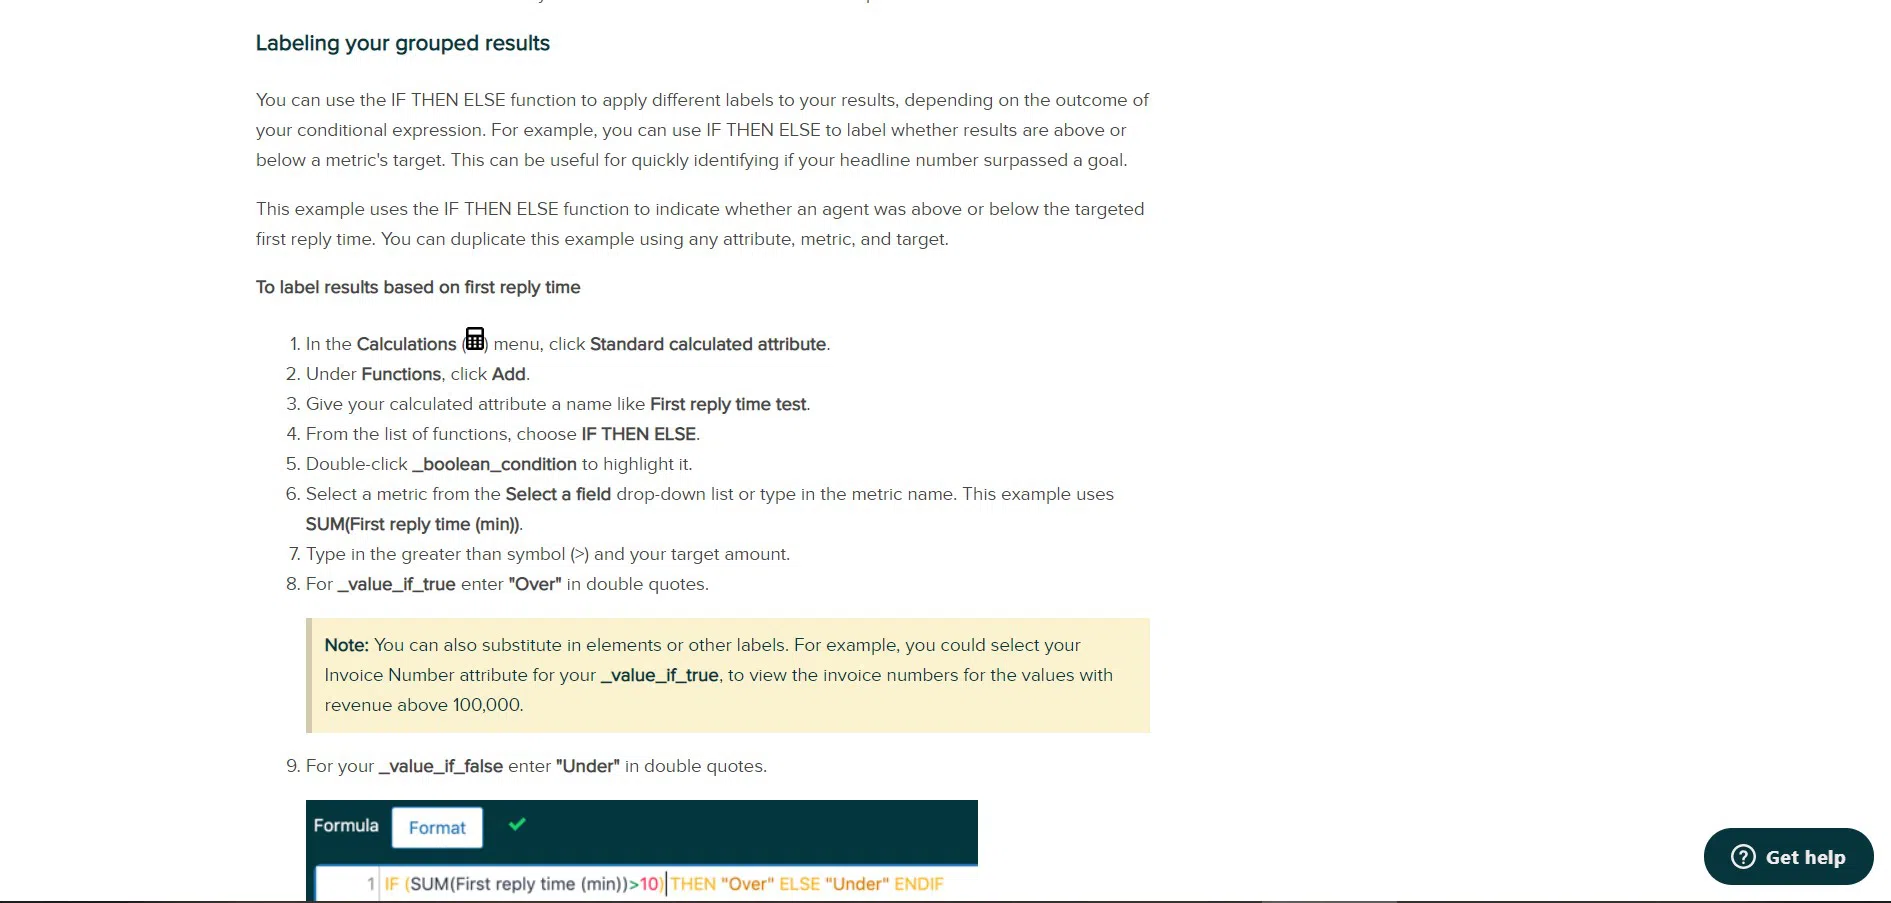 Labeling your grouped results
You can use the IF THEN ELSE function to apply different labels to your results, depending on the outcome of
your conditional expression. For example, you can use IF THEN ELSE to label whether results are above or
below a metric's target. This can be useful for quickly identifying if your headline number surpassed a goal.
This example uses the IF THEN ELSE function to indicate whether an agent was above or below the targeted
first reply time. You can duplicate this example using any attribute, metric, and target.
To label results based on first reply time
1. In the Calculations () menu, click Standard calculated attribute.
2. Under Functions, click Add.
3. Give your calculated attribute a name like First reply time test.
4. From the list of functions, choose IF THEN ELSE.
5. Double-click _boolean_condition to highlight it.
6. Select a metric from the Select a field drop-down list or type in the metric name. This example uses
SUM(First reply time (min)).
7. Type in the greater than symbol (>) and your target amount.
8. For _value_if_true enter "Over" in double quotes.
Note: You can also substitute in elements or other labels. For example, you could select your
Invoice Number attribute for your _value_if_true, to view the invoice numbers for the values with
revenue above 100,000.
9. For your _value_if_false enter "Under" in double quotes.
Formula Format
1 IF (SUM(First reply time (min))>10) THEN "Over" ELSE "Under" ENDIF
Get help